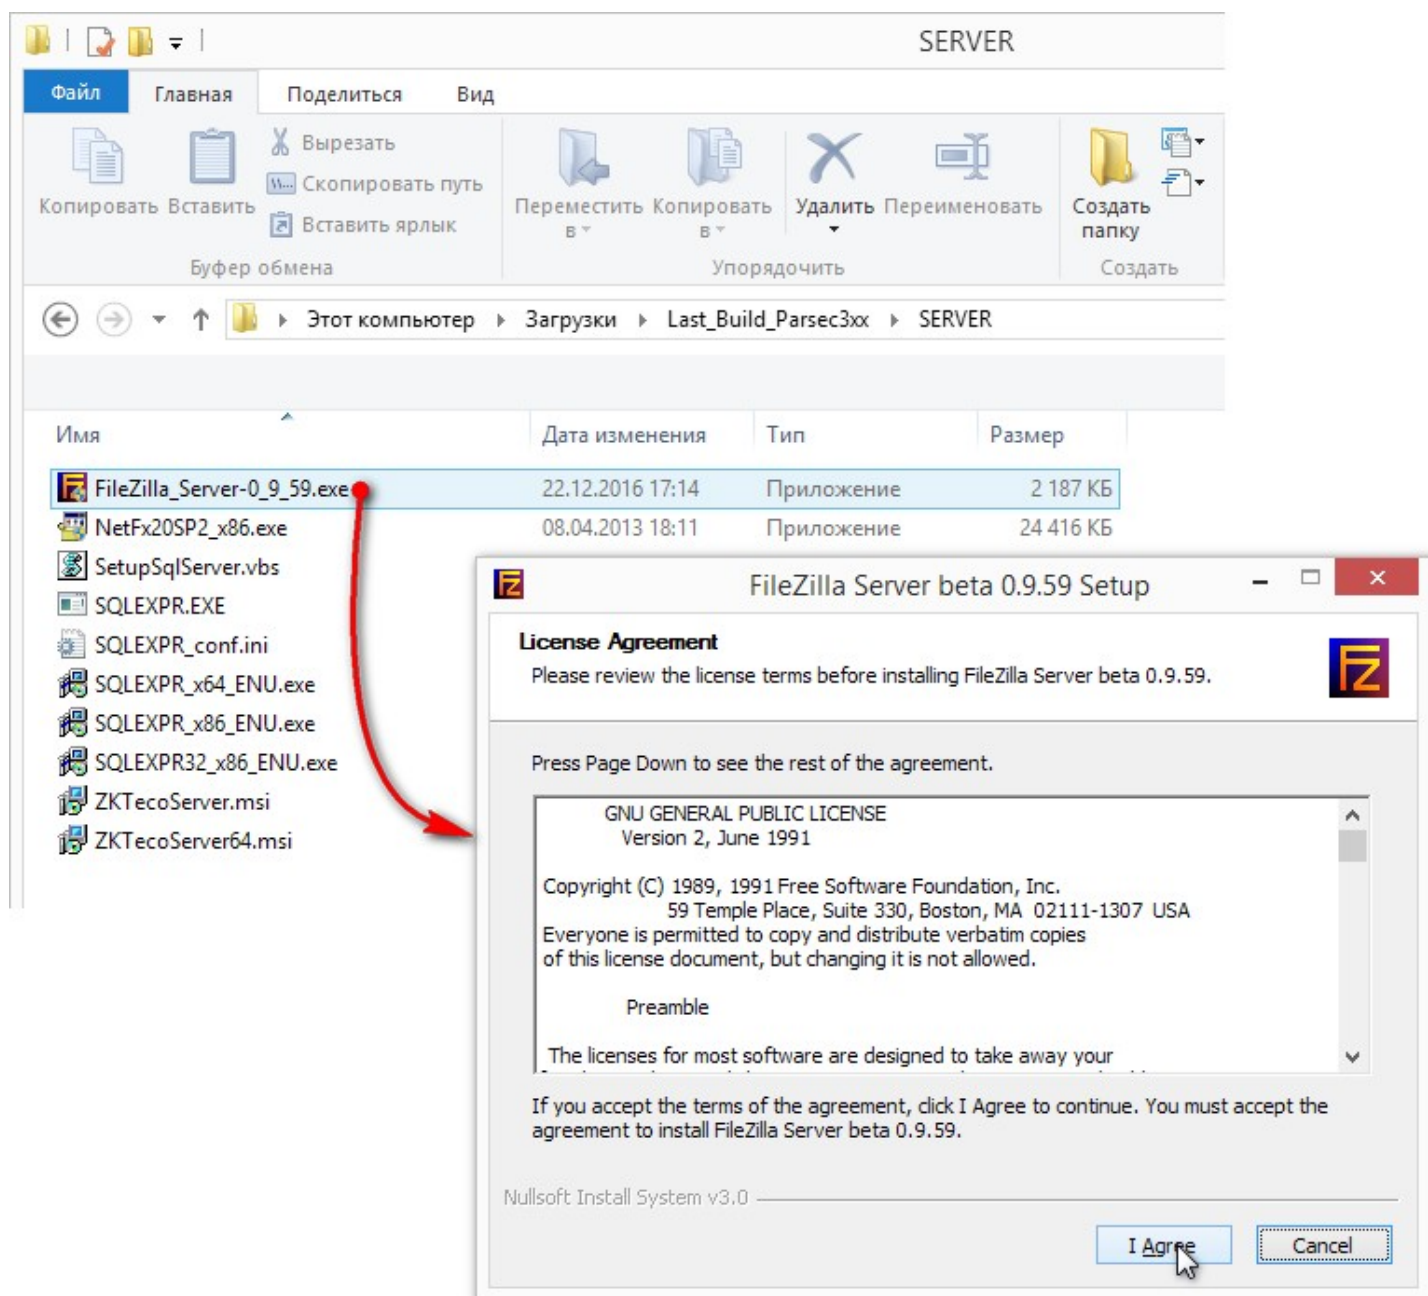 SERVER
Файл Главная Поделиться Вид
Копировать Вставить Вырезать
Скопировать путь
Вставить ярлык
Переместить в Копировать в Удалить Переименовать Создать папку
Буфер обмена Упорядочить Создать
Этот компьютер Загрузки Last_Build_Parsec3xx SERVER
Имя Дата изменения Тип Размер
FileZilla_Server-0_9_59.exe 22.12.2016 17:14 Приложение 2 187 КБ
NetFx20SP2_x86.exe 08.04.2013 18:11 Приложение 24 416 КБ
SetupSqlServer.vbs
SQLEXPR.EXE
SQLEXPR_conf.ini
SQLEXPR_x64_ENU.exe
SQLEXPR_x86_ENU.exe
SQLEXPR32_x86_ENU.exe
ZKTecoServer.msi
ZKTecoServer64.msi
FileZilla Server beta 0.9.59 Setup
License Agreement
Please review the license terms before installing FileZilla Server beta 0.9.59.
Press Page Down to see the rest of the agreement.
GNU GENERAL PUBLIC LICENSE
Version 2, June 1991
Copyright (C) 1989, 1991 Free Software Foundation, Inc.
59 Temple Place, Suite 330, Boston, MA 02111-1307 USA
Everyone is permitted to copy and distribute verbatim copies
of this license document, but changing it is not allowed.
Preamble
The licenses for most software are designed to take away your
If you accept the terms of the agreement, click I Agree to continue. You must accept the
agreement to install FileZilla Server beta 0.9.59.
Nullsoft Install System v3.0
I Agree Cancel